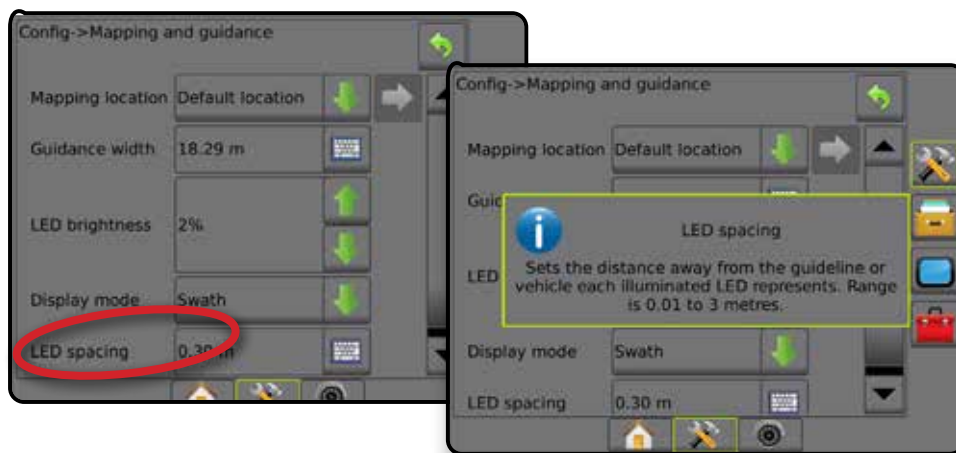 Config->Mapping and guidance
Mapping location Default location
Guidance width 18.29 m
LED brightness 2%
Display mode Swath
LED spacing 0.30 m
Config->Mapping and guidance
Mapping location Default location
Guid
LED spacing
LED
Sets the distance away from the guideline or
vehicle each illuminated LED represents. Range
is 0.01 to 3 metres.
Display mode Swath
LED spacing 0.30 m